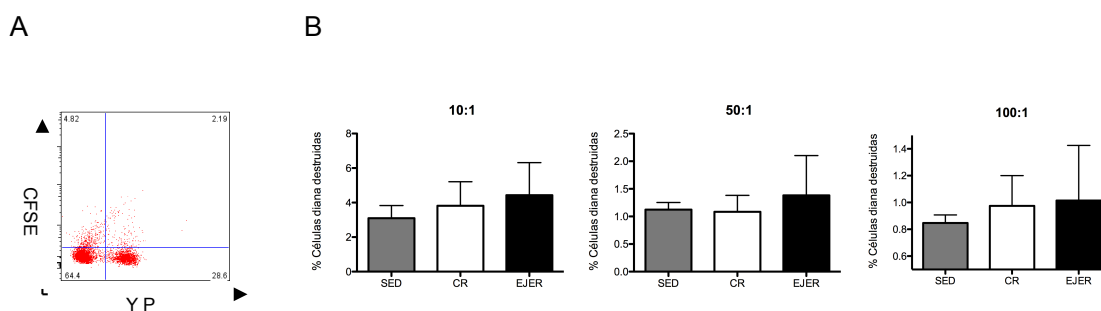 A
B
4.82
2.19
64.4
28.6
CFSE
Y P
10:1
% Células diana destruidas
8
6
4
2
0
SED
CR
EJER
50:1
% Células diana destruidas
2.5
2.0
1.5
1.0
0.5
0.0
SED
CR
EJER
100:1
% Células diana destruidas
1.4
1.2
1.0
0.8
0.6
SED
CR
EJER